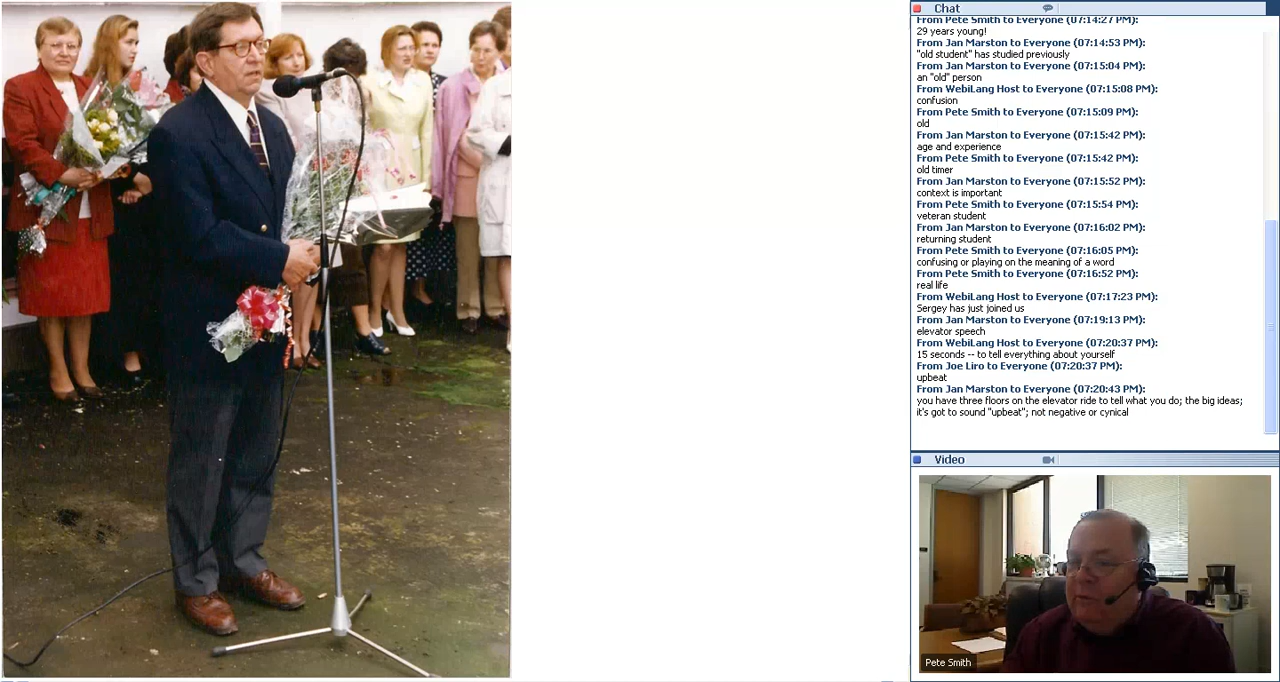 Chat
From Pete Smith to Everyone (07:14:27 PM):
29 years young!
From Jan Marston to Everyone (07:14:53 PM):
"old student" has studied previously
From Jan Marston to Everyone (07:15:04 PM):
an "old" person
From WebiLang Host to Everyone (07:15:08 PM):
confusion
From Pete Smith to Everyone (07:15:09 PM):
old
From Jan Marston to Everyone (07:15:42 PM):
age and experience
From Pete Smith to Everyone (07:15:42 PM):
old timer
From Jan Marston to Everyone (07:15:52 PM):
context is important
From Pete Smith to Everyone (07:15:54 PM):
veteran student
From Jan Marston to Everyone (07:16:02 PM):
returning student
From Pete Smith to Everyone (07:16:05 PM):
confusing or playing on the meaning of a word
From Pete Smith to Everyone (07:16:52 PM):
real life
From WebiLang Host to Everyone (07:17:23 PM):
Sergey has just joined us
From Jan Marston to Everyone (07:19:13 PM):
elevator speech
From WebiLang Host to Everyone (07:20:37 PM):
15 seconds -- to tell everything about yourself
From Joe Liro to Everyone (07:20:37 PM):
upbeat
From Jan Marston to Everyone (07:20:43 PM):
you have three floors on the elevator ride to tell what you do; the big ideas;
it's got to sound "upbeat"; not negative or cynical
Video
Pete Smith